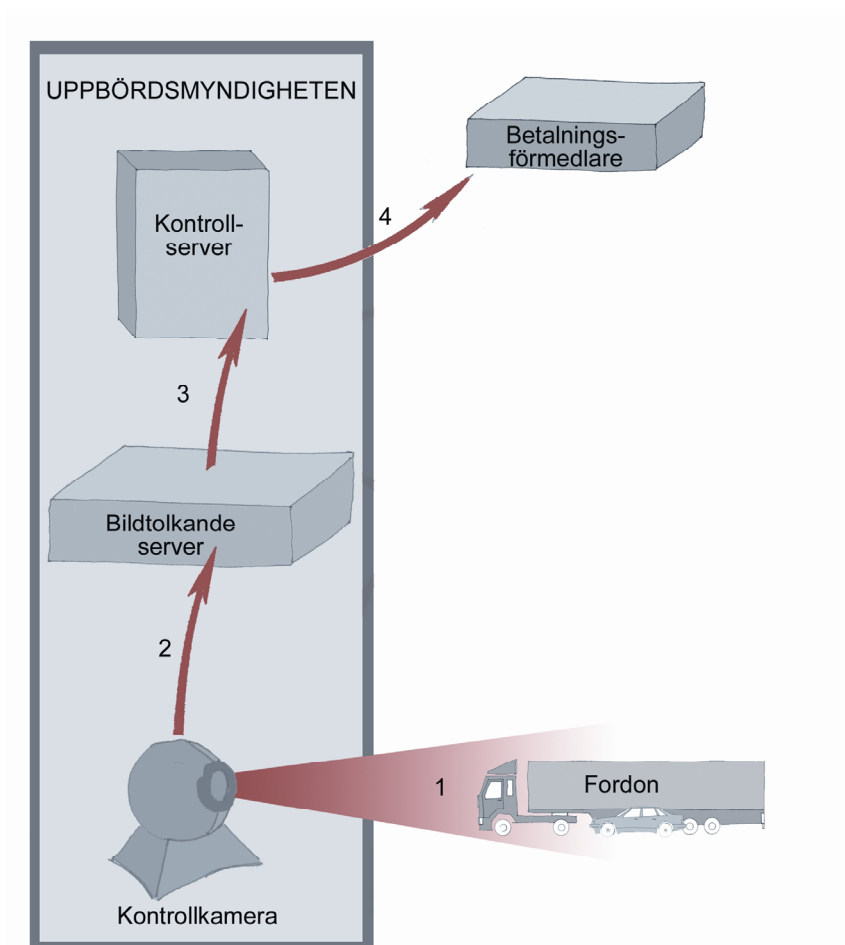 UPPBÖRDSMYNDIGHETEN
Betalnings-
förmedlare
Kontroll-
server
4
3
Bildtolkande
server
2
1
Fordon
Kontrollkamera